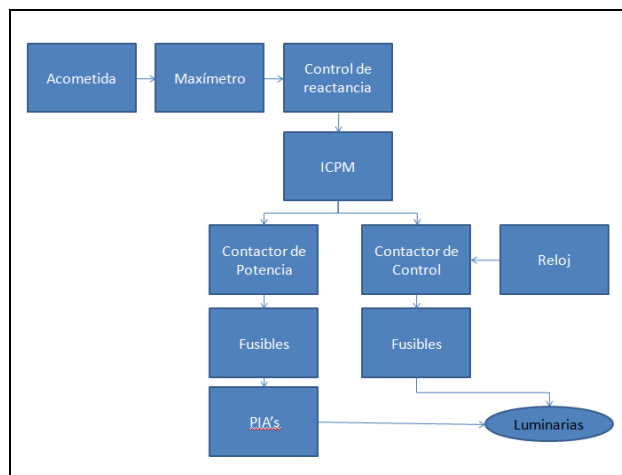 Acometida
Maxímetro
Control de
reactancia
ICPM
Contactor de
Potencia
Contactor de
Control
Reloj
Fusibles
Fusibles
PIA's
Luminarias